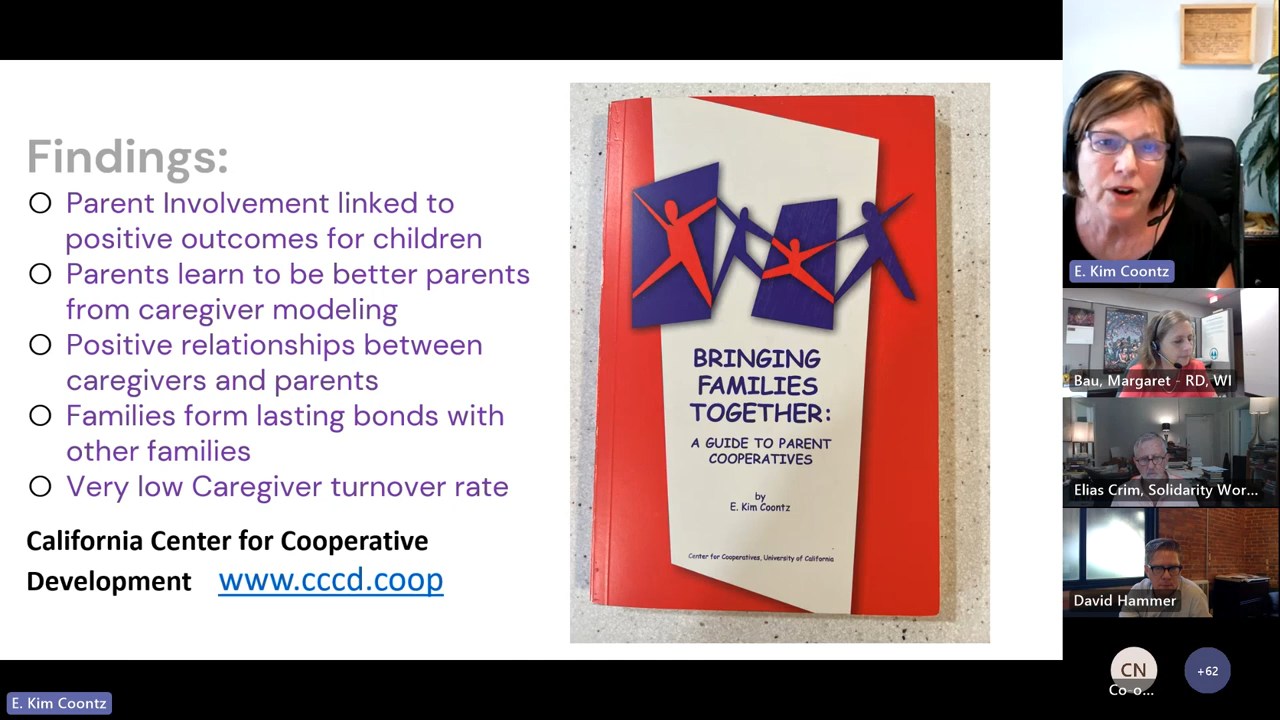 Findings:
Parent Involvement linked to
positive outcomes for children
Parents learn to be better parents
from caregiver modeling
Positive relationships between
caregivers and parents
Families form lasting bonds with
other families
Very low Caregiver turnover rate
California Center for Cooperative
Development www.cccd.coop
BRINGING
FAMILIES
TOGETHER:
A GUIDE TO PARENT
COOPERATIVES
by
E. Kim Coontz
Center for Cooperatives, University of California
E. Kim Coontz
Bau, Margaret - RD, WI
Elias Crim, Solidarity Wor...
David Hammer
CN
Co-o...
+62
E. Kim Coontz